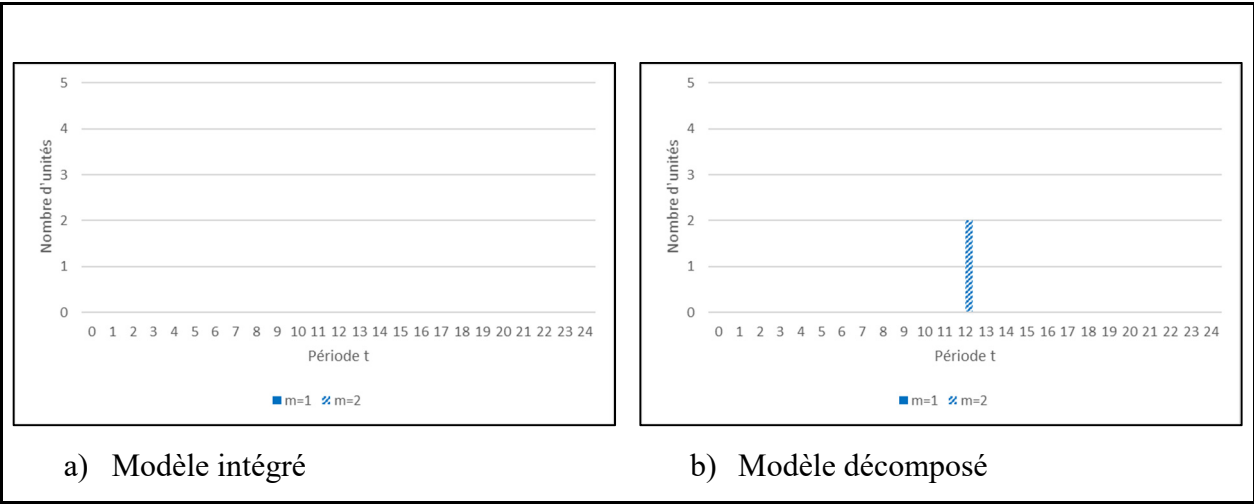 5
4
3
2
1
0
Nombre d'unités
0 1 2 3 4 5 6 7 8 9 10 11 12 13 14 15 16 17 18 19 20 21 22 23 24
Période t
m=1 m=2
a) Modèle intégré
5
4
3
2
1
0
Nombre d'unités
0 1 2 3 4 5 6 7 8 9 10 11 12 13 14 15 16 17 18 19 20 21 22 23 24
Période t
m=1 m=2
b) Modèle décomposé